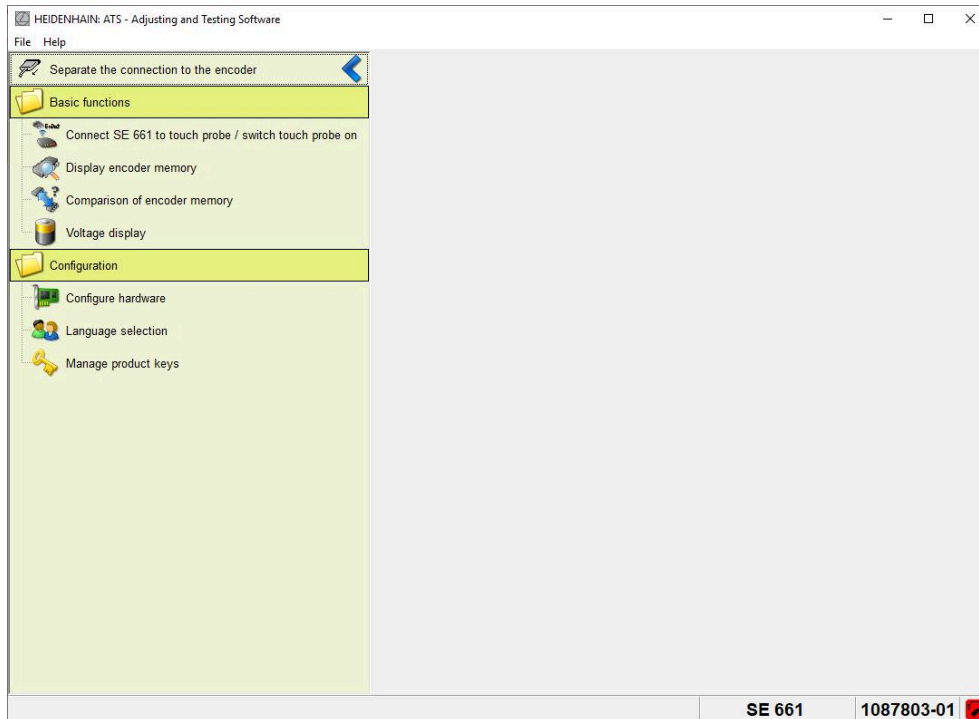 HEIDENHAIN: ATS - Adjusting and Testing Software
File Help
Separate the connection to the encoder
Basic functions
Connect SE 661 to touch probe / switch touch probe on
Display encoder memory
Comparison of encoder memory
Voltage display
Configuration
Configure hardware
Language selection
Manage product keys
SE 661 1087803-01